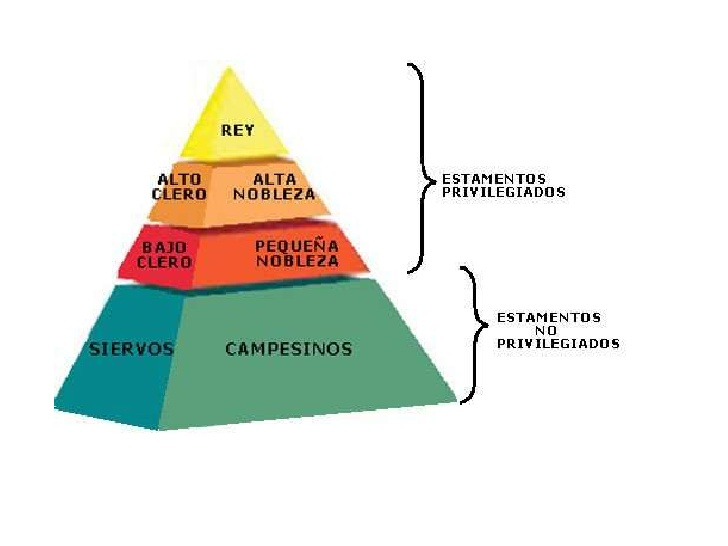 REY
ALTO
CLERO
ALTA
NOBLEZA
ESTAMENTOS
PRIVILEGIADOS
BAJO
CLERO
PEQUEÑA
NOBLEZA
SIERVOS
CAMPESINOS
ESTAMENTOS
NO
PRIVILEGIADOS